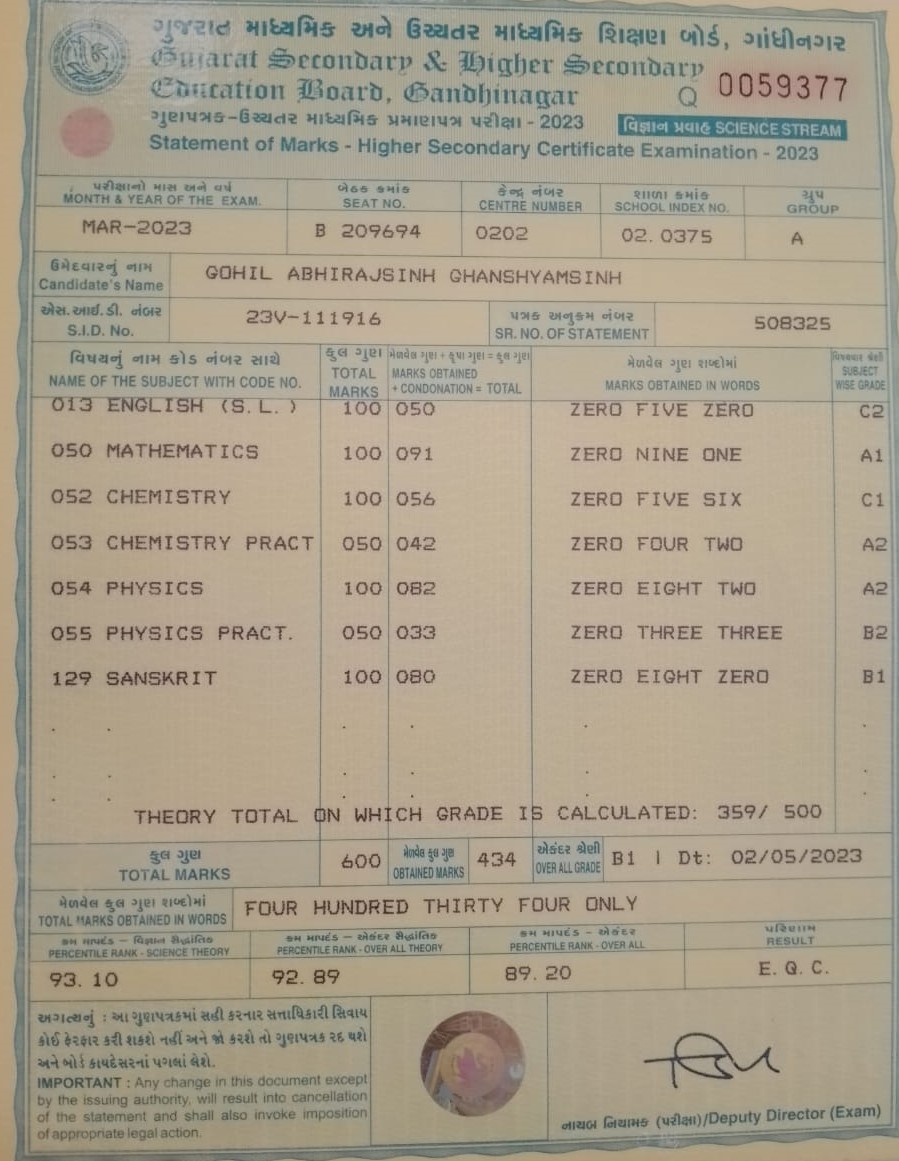 ગુજરાત માધ્યમિક અને ઉચ્ચતર માધ્યમિક શિક્ષણ બોર્ડ, ગાંધીનગર
Gujarat Secondary & Higher Secondary
Education Board, Gandhinagar
Q 0059377
ગુણપત્રક-ઉચ્ચતર માધ્યમિક પ્રમાણપત્ર પરીક્ષા - 2023
વિજ્ઞાન પ્રવાહ SCIENCE STREAM
Statement of Marks - Higher Secondary Certificate Examination - 2023
પરીક્ષાનો માસ અને વર્ષ બેઠક ક્રમાંક કેન્દ્ર નંબર શાળા ક્રમાંક ગ્રુપ
MONTH & YEAR OF THE EXAM. SEAT NO. CENTRE NUMBER SCHOOL INDEX NO. GROUP
MAR-2023 B 209694 0202 02.0375 A
ઉમેદવારનું નામ
Candidate's Name GOHIL ABHIRAJSINH GHANSHYAMSINH
એસ.આઈ.ડી. નંબર પત્રક અનુક્રમ નંબર
S.I.D. No. 23V-111916 SR. NO. OF STATEMENT 508325
વિષયનું નામ કોડ નંબર સાથે કુલ ગુણ મેળવેલ ગુણ + કૃપા ગુણ = કુલ ગુણ મેળવેલ ગુણ શબ્દોમાં વિષયવાર શ્રેણી
NAME OF THE SUBJECT WITH CODE NO. TOTAL MARKS MARKS OBTAINED + CONDONATION = TOTAL MARKS OBTAINED IN WORDS SUBJECT WISE GRADE
013 ENGLISH (S.L.) 100 050 ZERO FIVE ZERO C2
050 MATHEMATICS 100 091 ZERO NINE ONE A1
052 CHEMISTRY 100 056 ZERO FIVE SIX C1
053 CHEMISTRY PRACT 050 042 ZERO FOUR TWO A2
054 PHYSICS 100 082 ZERO EIGHT TWO A2
055 PHYSICS PRACT. 050 033 ZERO THREE THREE B2
129 SANSKRIT 100 080 ZERO EIGHT ZERO B1
THEORY TOTAL ON WHICH GRADE IS CALCULATED: 359/ 500
કુલ ગુણ મેળવેલ કુલ ગુણ એકંદર શ્રેણી
TOTAL MARKS 600 OBTAINED MARKS 434 OVER ALL GRADE B1 | Dt: 02/05/2023
મેળવેલ કુલ ગુણ શબ્દોમાં
TOTAL MARKS OBTAINED IN WORDS FOUR HUNDRED THIRTY FOUR ONLY
ક્રમ માપદંડ – વિજ્ઞાન સૈદ્ધાંતિક ક્રમ માપદંડ – એકંદર સૈદ્ધાંતિક ક્રમ માપદંડ – એકંદર પરિણામ
PERCENTILE RANK - SCIENCE THEORY PERCENTILE RANK - OVER ALL THEORY PERCENTILE RANK - OVER ALL RESULT
93.10 92.89 89.20 E.Q.C.
અગત્યનું : આ ગુણપત્રકમાં સહી કરનાર સત્તાધિકારી સિવાય
કોઈ ફેરફાર કરી શકશે નહીં અને જો કરશે તો ગુણપત્રક રદ થશે
અને બોર્ડ કાયદેસરનાં પગલાં લેશે.
IMPORTANT : Any change in this document except
by the issuing authority, will result into cancellation
of the statement and shall also invoke imposition
of appropriate legal action.
નાયબ નિયામક (પરીક્ષા)/Deputy Director (Exam)